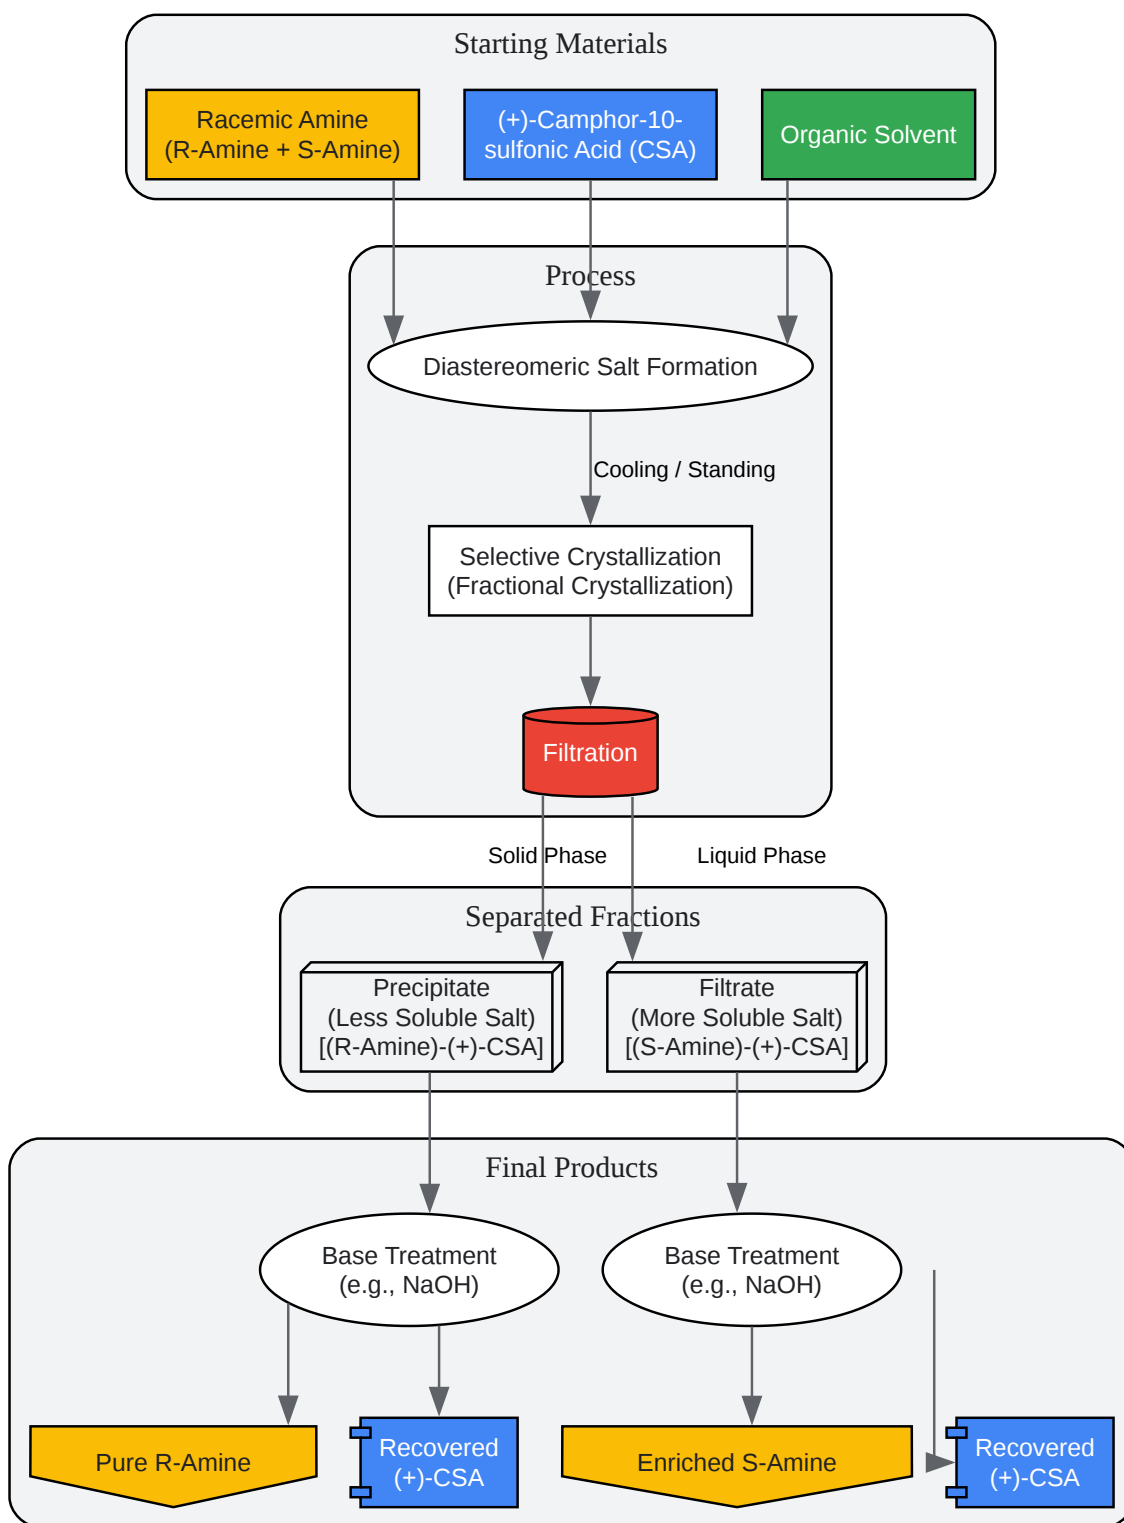 Starting Materials
Racemic Amine
(R-Amine + S-Amine)
(+)-Camphor-10-
sulfonic Acid (CSA)
Organic Solvent
Process
Diastereomeric Salt Formation
Cooling / Standing
Selective Crystallization
(Fractional Crystallization)
Filtration
Solid Phase
Liquid Phase
Separated Fractions
Precipitate
(Less Soluble Salt)
[(R-Amine)-(+)-CSA]
Filtrate
(More Soluble Salt)
[(S-Amine)-(+)-CSA]
Final Products
Base Treatment
(e.g., NaOH)
Base Treatment
(e.g., NaOH)
Pure R-Amine
Recovered
(+)-CSA
Enriched S-Amine
Recovered
(+)-CSA